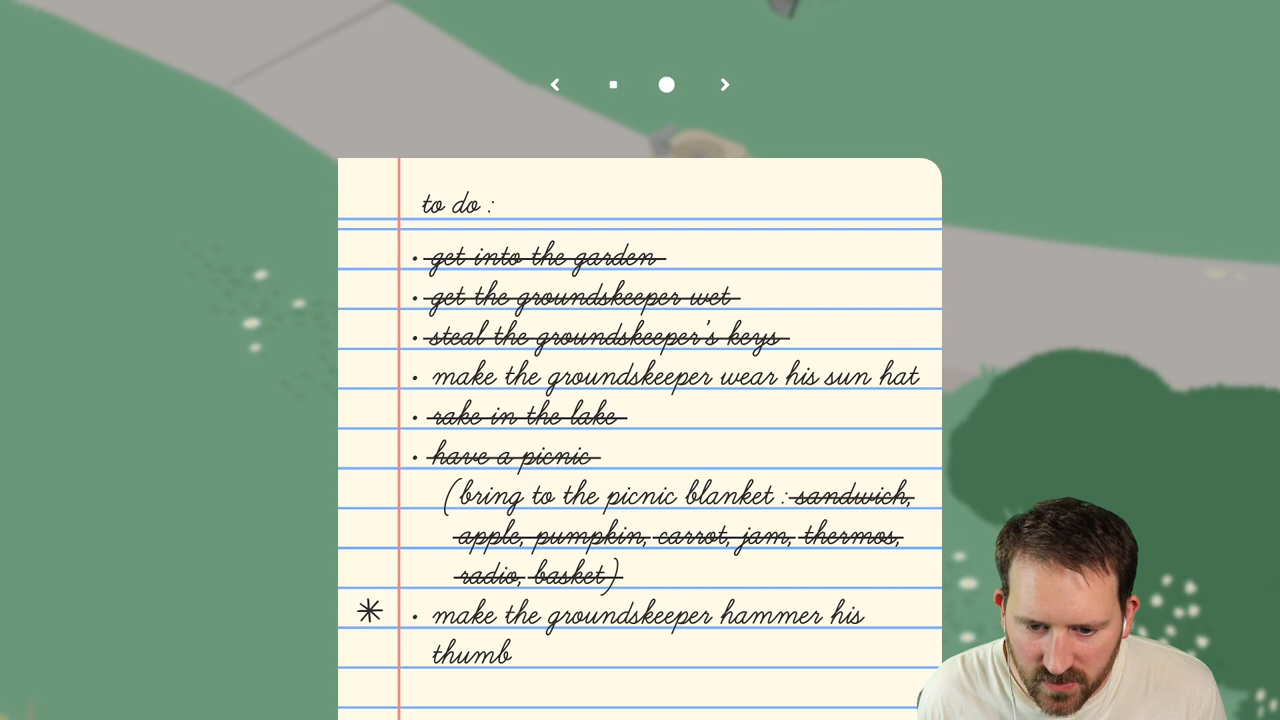 to do :
• get into the garden
• get the groundskeeper wet
• steal the groundskeeper's keys
• make the groundskeeper wear his sun hat
• rake in the lake
• have a picnic
(bring to the picnic blanket : sandwich,
apple, pumpkin, carrot, jam, thermos,
radio, basket)
• make the groundskeeper hammer his
thumb